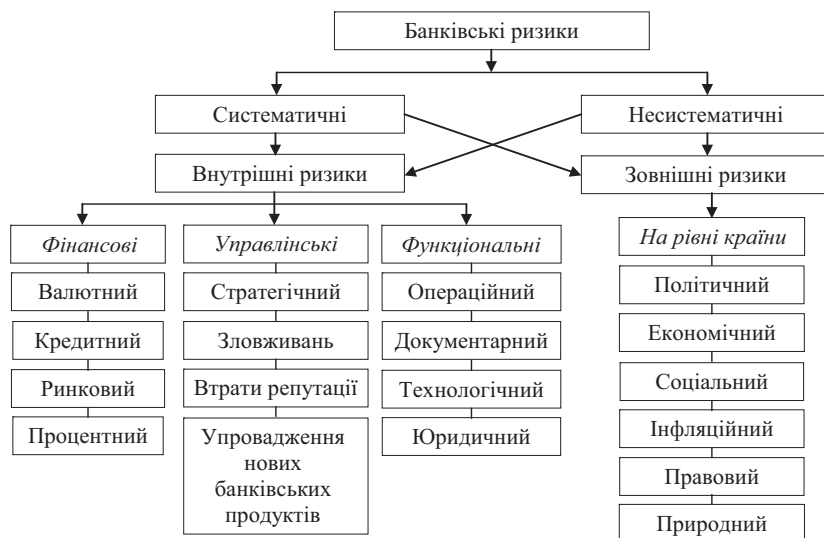 Банківські ризики
Систематичні
Несистематичні
Внутрішні ризики
Зовнішні ризики
Фінансові
Валютний
Кредитний
Ринковий
Процентний
Управлінські
Стратегічний
Зловживань
Втрати репутації
Упровадження
нових
банківських
продуктів
Функціональні
Операційний
Документарний
Технологічний
Юридичний
На рівні країни
Політичний
Економічний
Соціальний
Інфляційний
Правовий
Природний